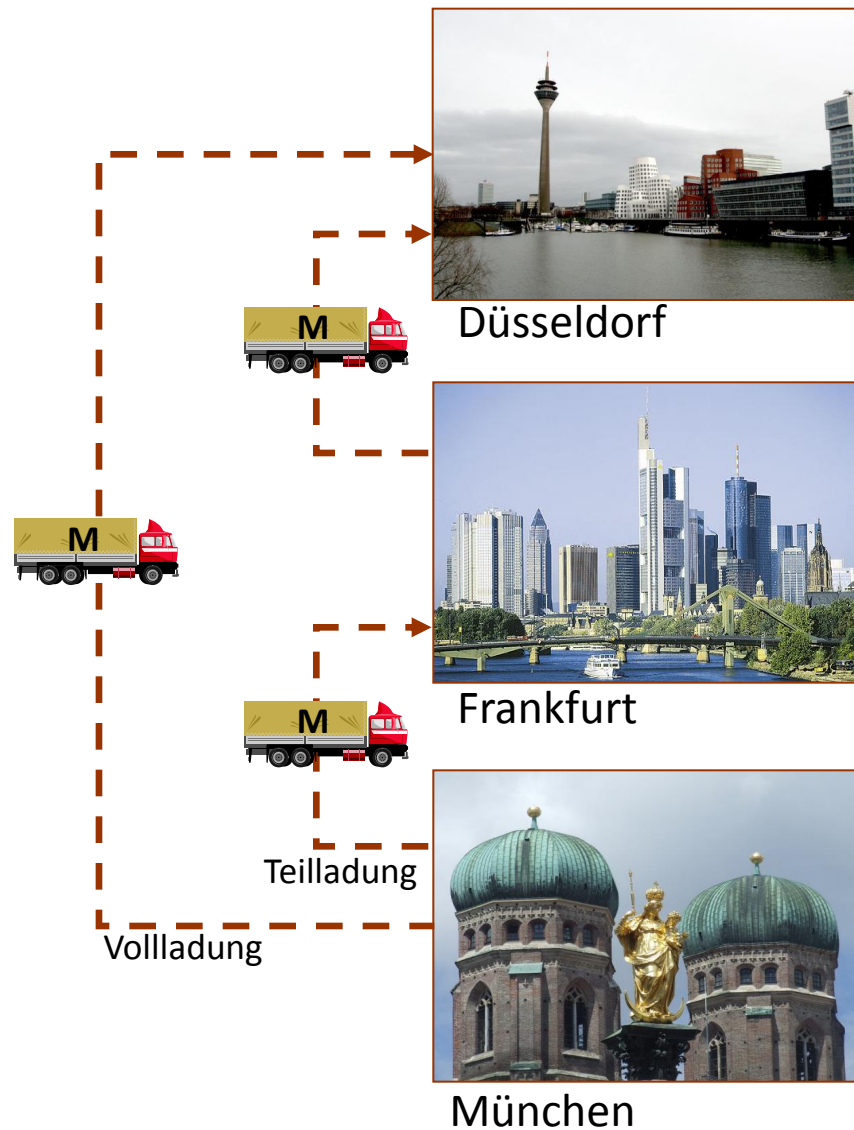 M
Düsseldorf
M
M
Frankfurt
M
Teilladung
Vollladung
München